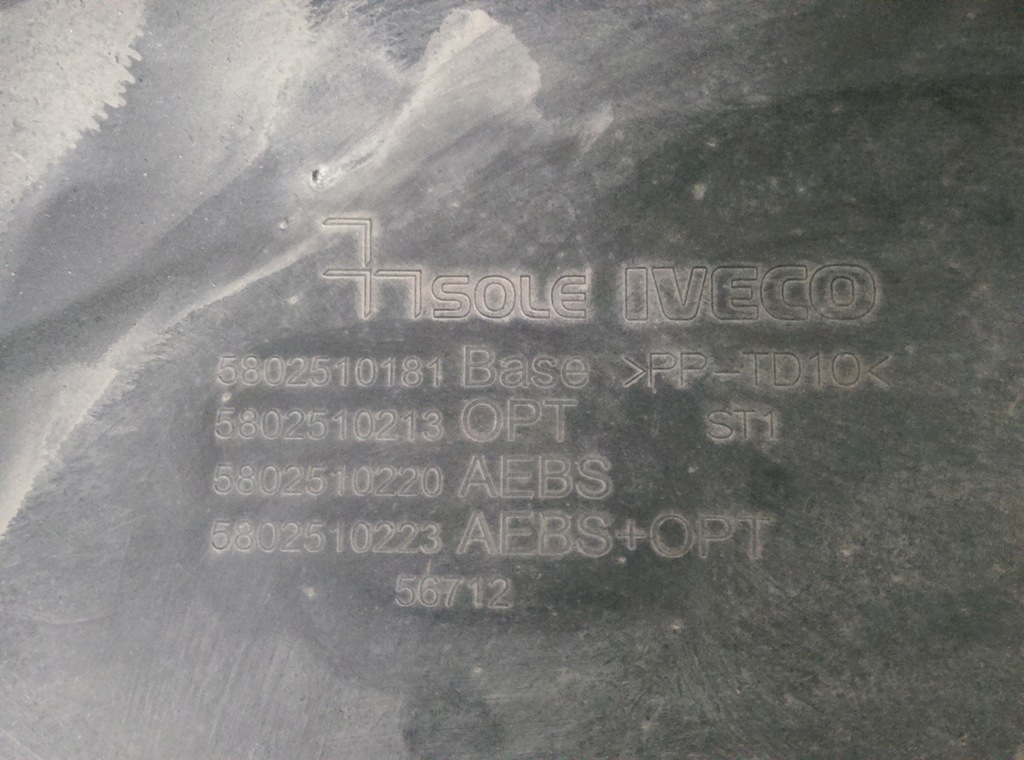 SOLE IVECO
5802510181 Base >PP-TD10<
5802510213 OPT ST1
5802510220 AEBS
5802510223 AEBS+OPT
56712